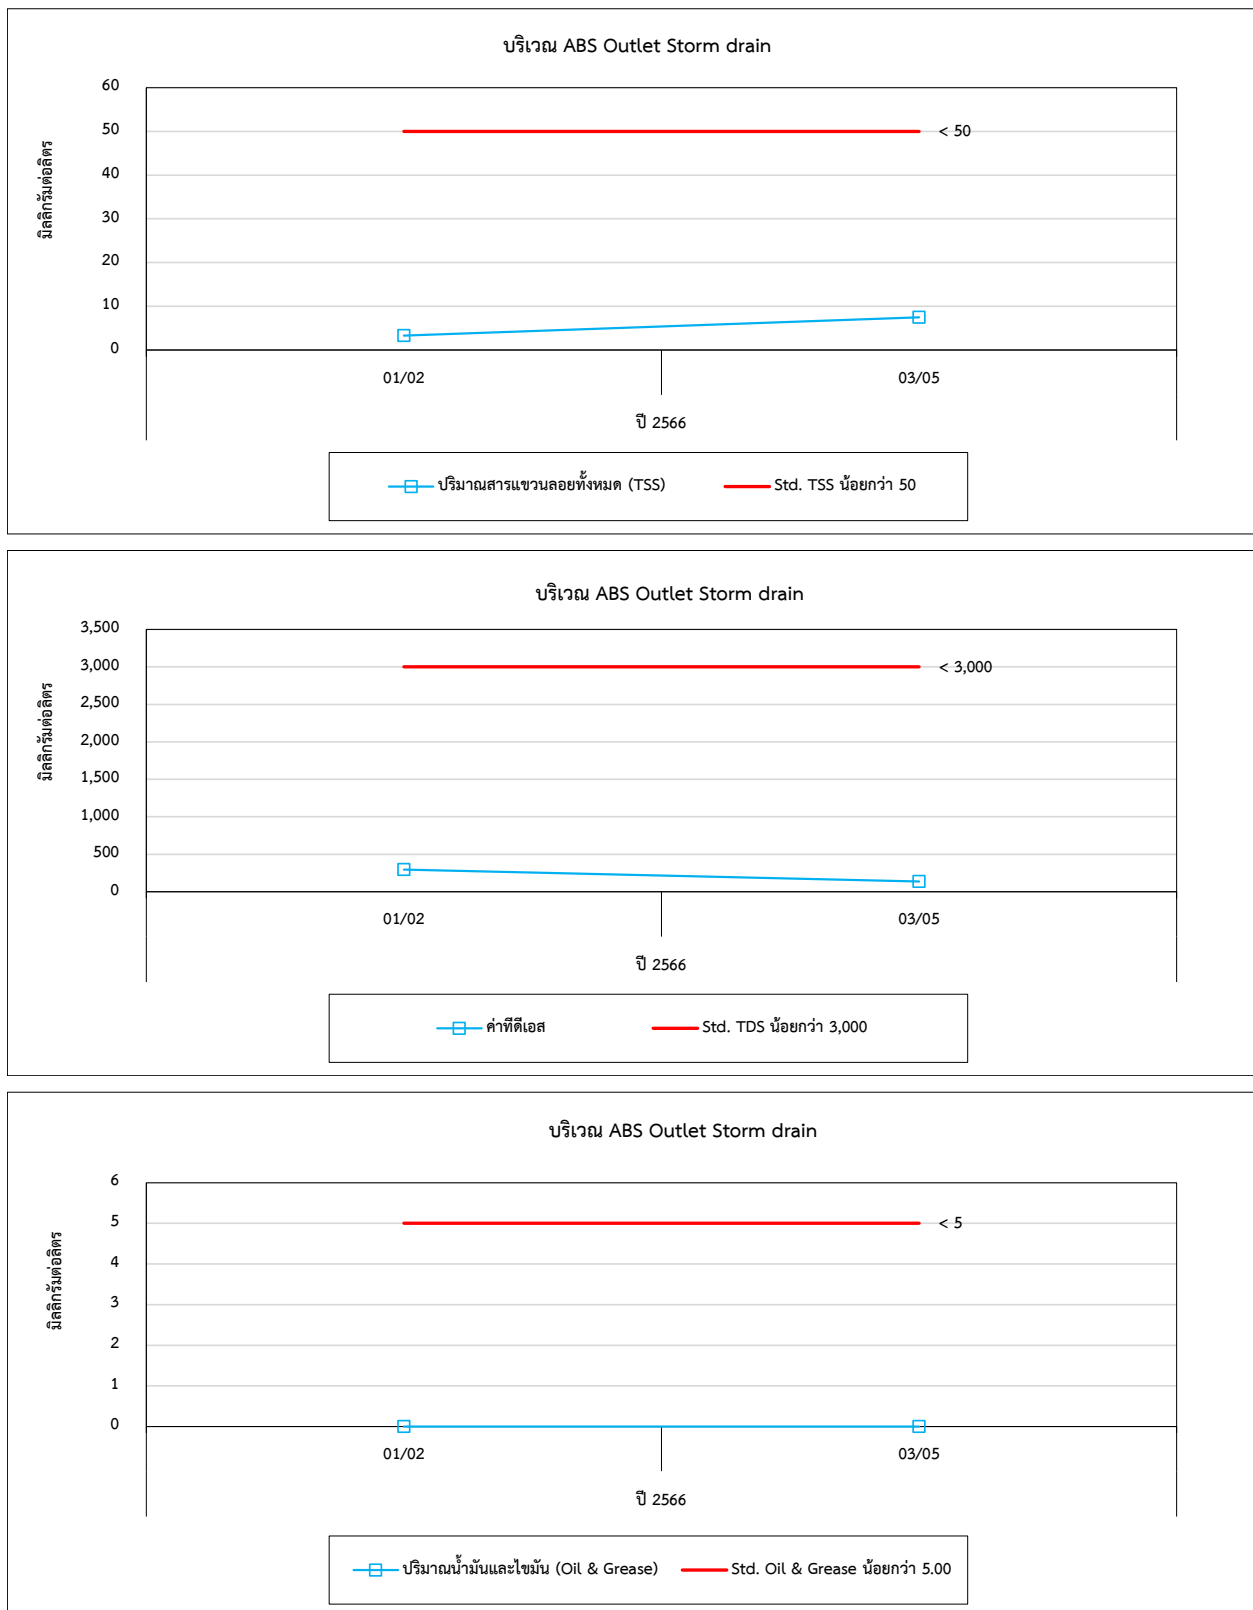 บริเวณ ABS Outlet Storm drain
มิลลิกรัมต่อลิตร
60
50
40
30
20
10
0
< 50
01/02
03/05
ปี 2566
ปริมาณสารแขวนลอยทั้งหมด (TSS)
Std. TSS น้อยกว่า 50
บริเวณ ABS Outlet Storm drain
มิลลิกรัมต่อลิตร
3,500
3,000
2,500
2,000
1,500
1,000
500
0
< 3,000
01/02
03/05
ปี 2566
ค่าทีดีเอส
Std. TDS น้อยกว่า 3,000
บริเวณ ABS Outlet Storm drain
มิลลิกรัมต่อลิตร
6
5
4
3
2
1
0
< 5
01/02
03/05
ปี 2566
ปริมาณน้ำมันและไขมัน (Oil & Grease)
Std. Oil & Grease น้อยกว่า 5.00